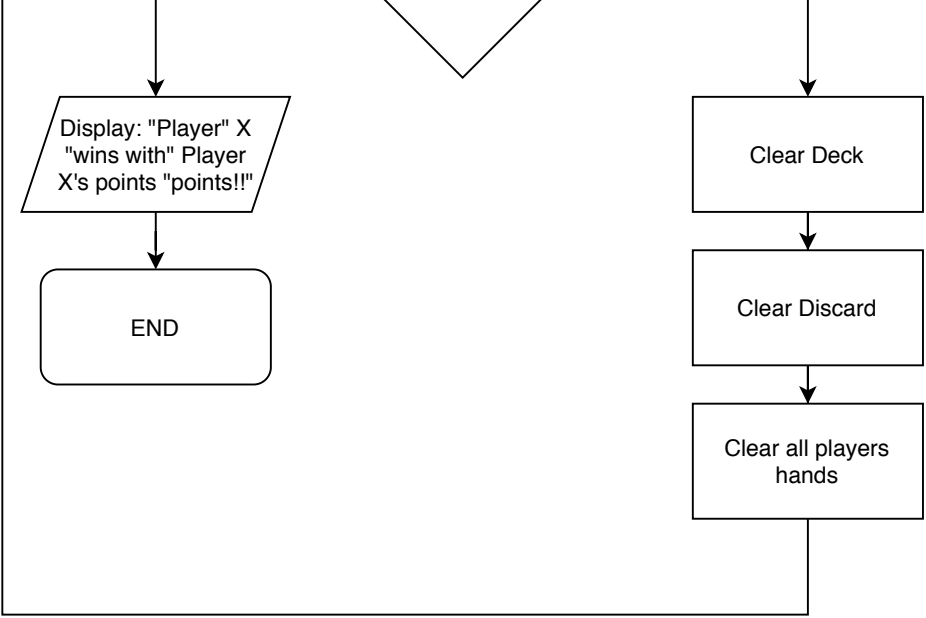 Display: "Player" X
"wins with" Player
X's points "points!!"
END
Clear Deck
Clear Discard
Clear all players
hands